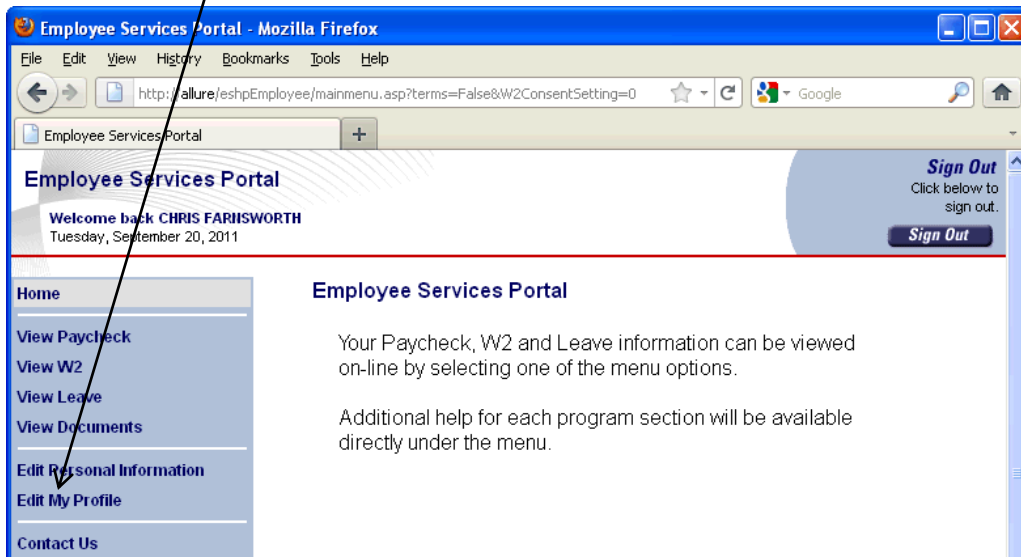 Employee Services Portal - Mozilla Firefox
File Edit View History Bookmarks Tools Help
http://allure/eshpEmployee/mainmenu.asp?terms=False&W2ConsentSetting=0 Google
Employee Services Portal
Employee Services Portal
Welcome back CHRIS FARNSWORTH
Tuesday, September 20, 2011
Sign Out
Click below to
sign out.
Sign Out
Home
View Paycheck
View W2
View Leave
View Documents
Edit Personal Information
Edit My Profile
Contact Us
Employee Services Portal
Your Paycheck, W2 and Leave information can be viewed
on-line by selecting one of the menu options.
Additional help for each program section will be available
directly under the menu.